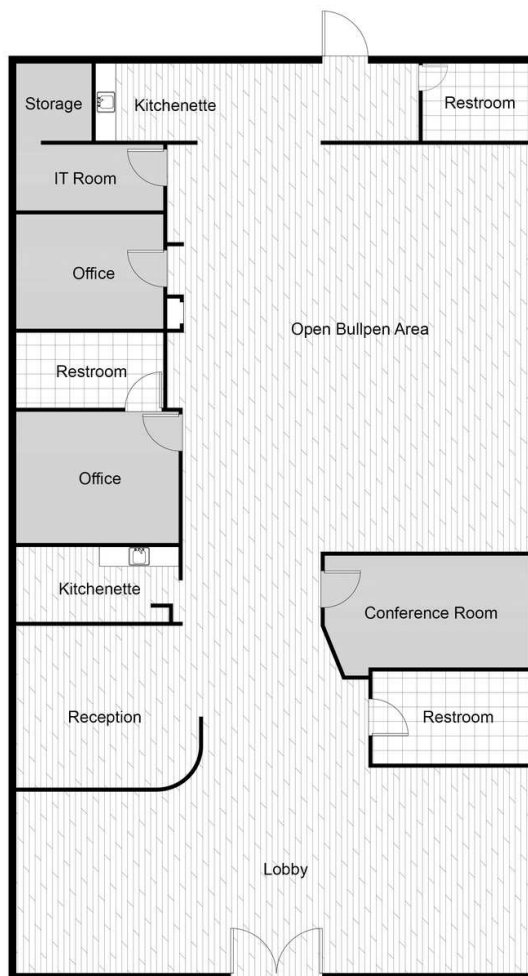 Storage
Kitchenette
Restroom
IT Room
Office
Open Bullpen Area
Restroom
Office
Kitchenette
Conference Room
Reception
Restroom
Lobby